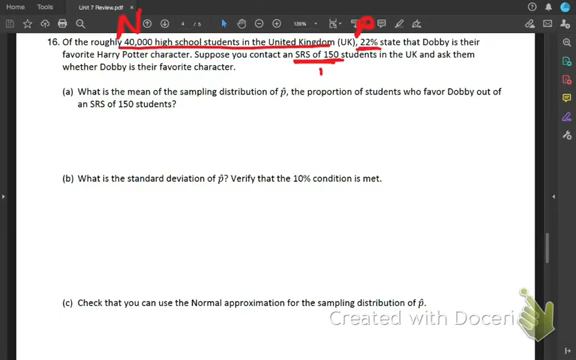 Unit 7 Review.pdf
Home Tools 4 / 6 136%
N P
16. Of the roughly 40,000 high school students in the United Kingdom (UK), 22% state that Dobby is their
favorite Harry Potter character. Suppose you contact an SRS of 150 students in the UK and ask them
whether Dobby is their favorite character.
(a) What is the mean of the sampling distribution of p̂, the proportion of students who favor Dobby out of
an SRS of 150 students?
(b) What is the standard deviation of p̂? Verify that the 10% condition is met.
(c) Check that you can use the Normal approximation for the sampling distribution of p̂.
Created with Doceri